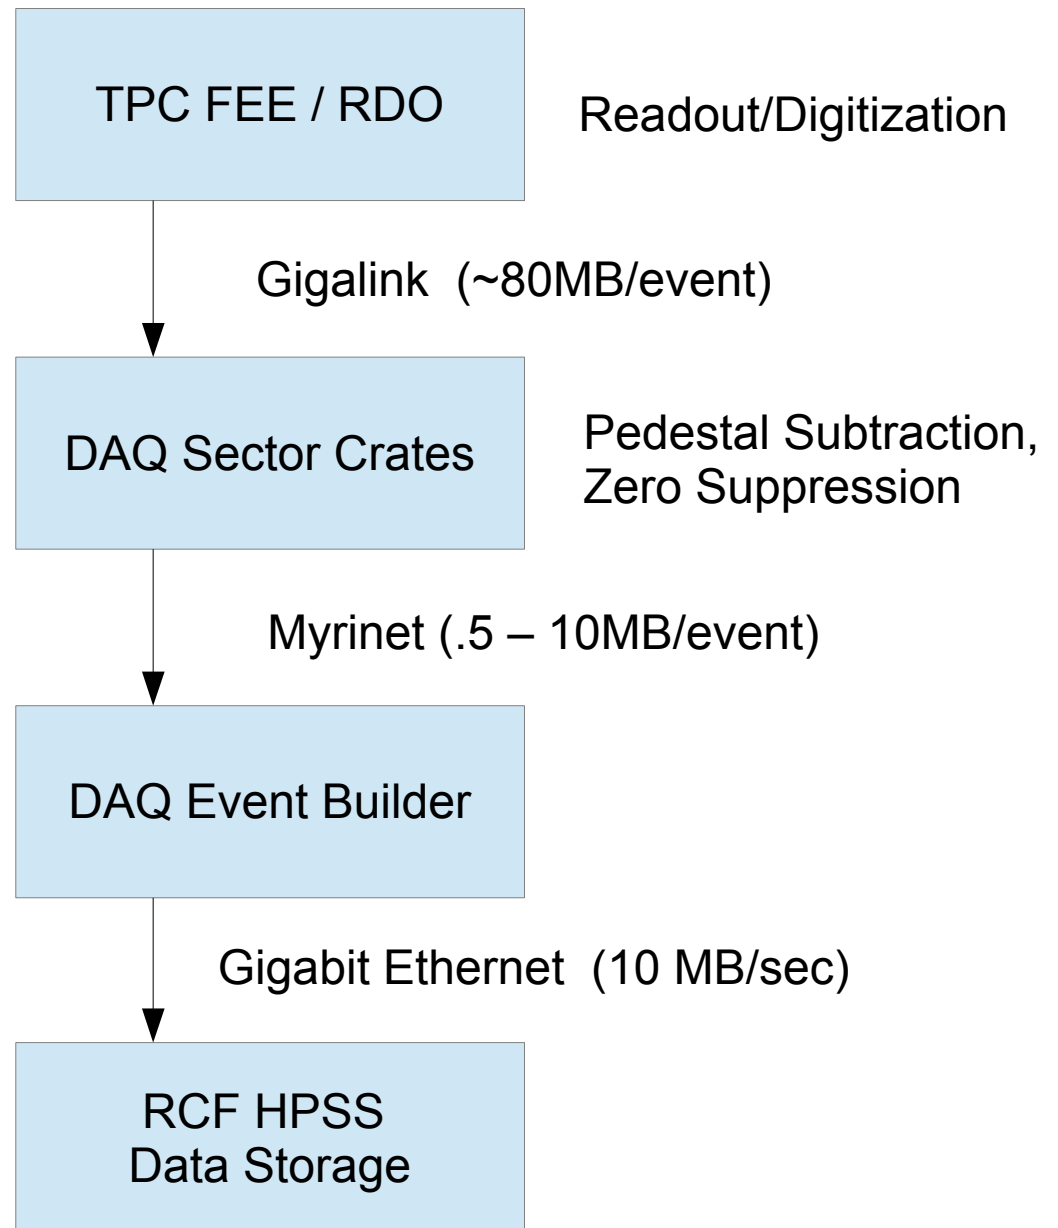 TPC FEE / RDO
Readout/Digitization
Gigalink  (~80MB/event)
DAQ Sector Crates
Pedestal Subtraction,
Zero Suppression
Myrinet (.5 – 10MB/event)
DAQ Event Builder
Gigabit Ethernet  (10 MB/sec)
RCF HPSS
Data Storage